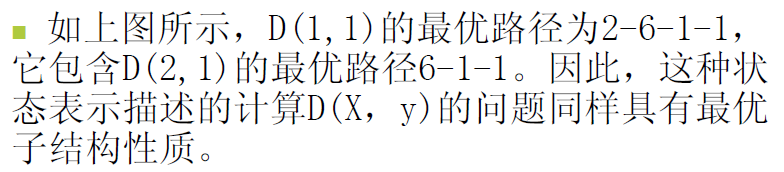 如上图所示，D(1,1)的最优路径为2-6-1-1，
它包含D(2,1)的最优路径6-1-1。因此，这种状
态表示描述的计算D(X，y)的问题同样具有最优
子结构性质。